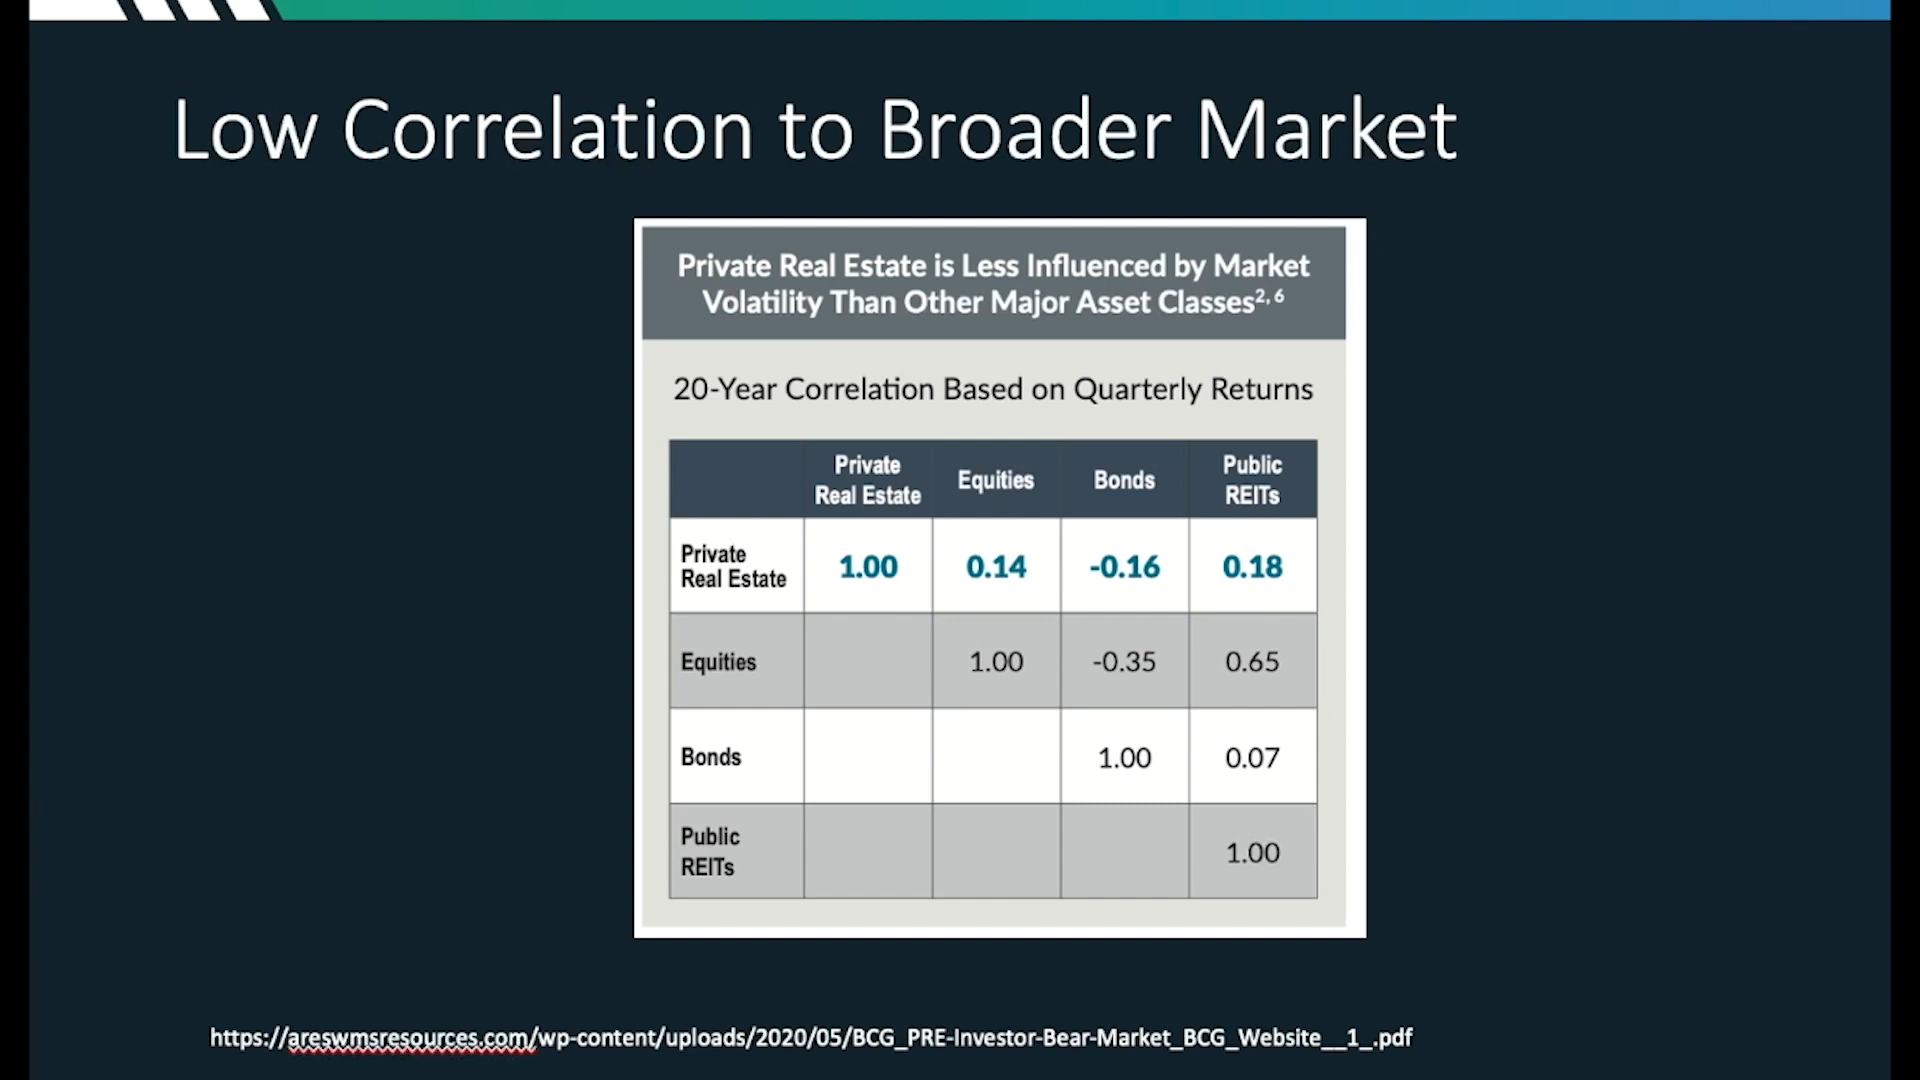 Low Correlation to Broader Market
Private Real Estate is Less Influenced by Market
Volatility Than Other Major Asset Classes2, 6
20-Year Correlation Based on Quarterly Returns
Private Real Estate Equities Bonds Public REITs
Private Real Estate 1.00 0.14 -0.16 0.18
Equities 1.00 -0.35 0.65
Bonds 1.00 0.07
Public REITs 1.00
https://areswmsresources.com/wp-content/uploads/2020/05/BCG_PRE-Investor-Bear-Market_BCG_Website__1_.pdf